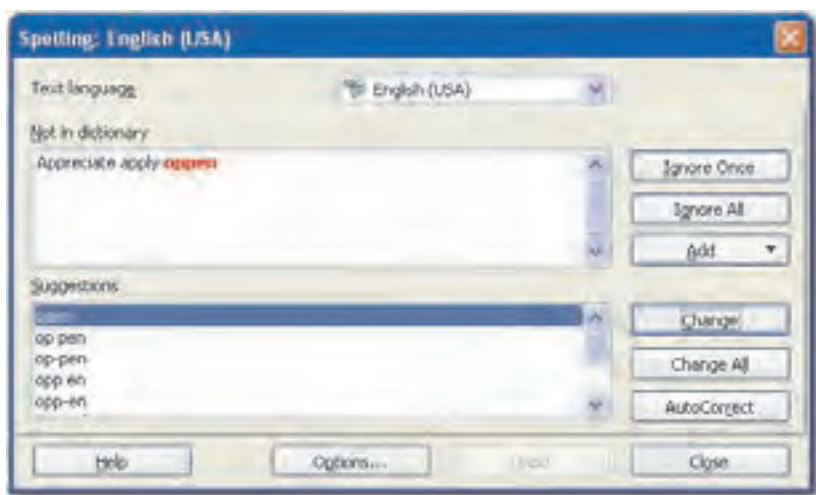 Spelling: English (USA)
Text language
English (USA)
Not in dictionary
Appreciate apply oppen
Ignore Once
Ignore All
Add
Suggestions
open
op pen
op-pen
opp en
opp-en
Change
Change All
AutoCorrect
Help
Options...
Undo
Close